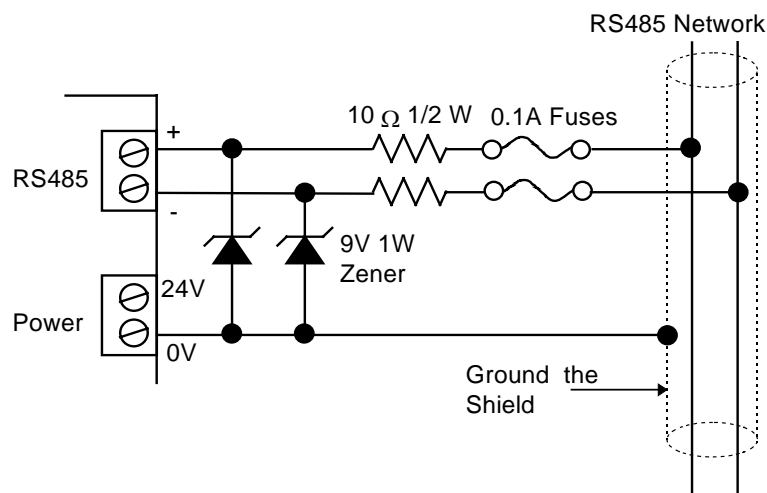 RS485 Network
10 Ω 1/2 W 0.1A Fuses
+
RS485
-
9V 1W
Zener
24V
Power
0V
Ground the
Shield